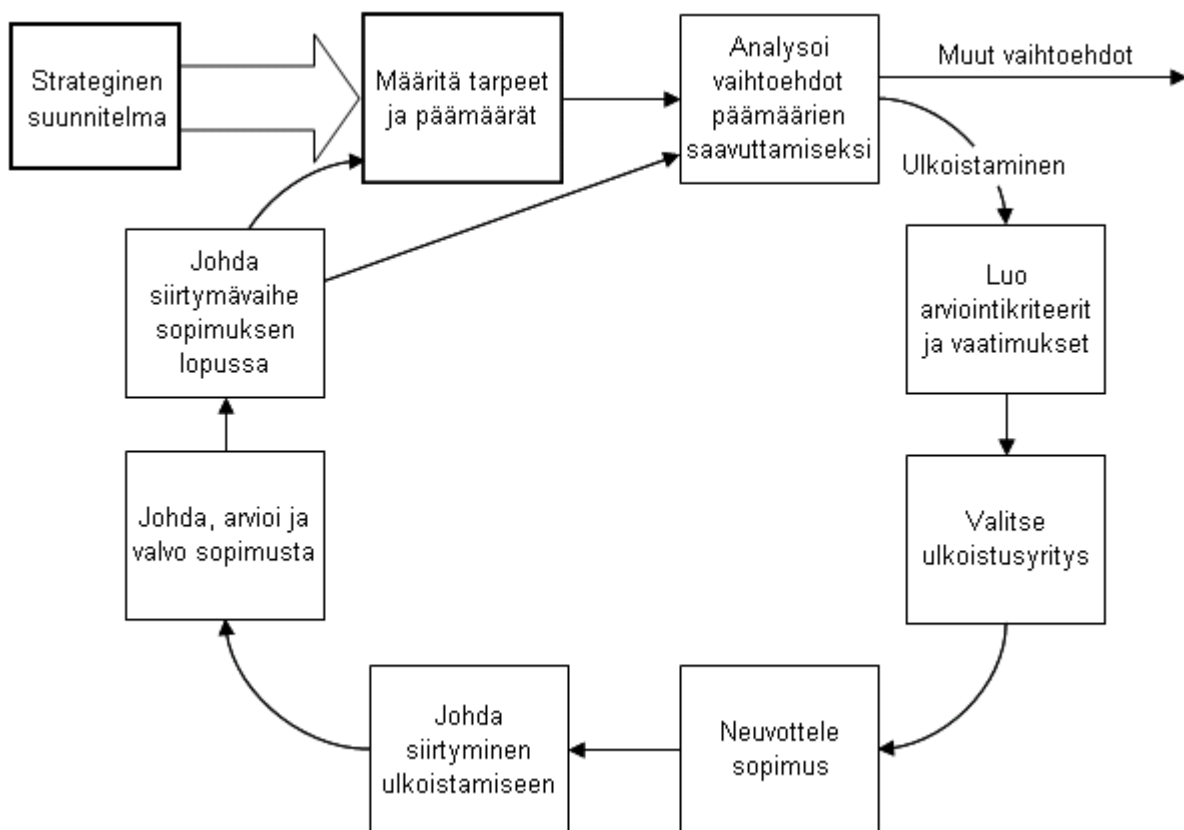 Strateginen
suunnitelma
Määritä tarpeet
ja päämäärät
Analysoi
vaihtoehdot
päämäärien
saavuttamiseksi
Muut vaihtoehdot
Ulkoistaminen
Luo
arviointikriteerit
ja vaatimukset
Valitse
ulkoistusyritys
Neuvottele
sopimus
Johda
siirtyminen
ulkoistamiseen
Johda, arvioi ja
valvo sopimusta
Johda
siirtymävaihe
sopimuksen
lopussa